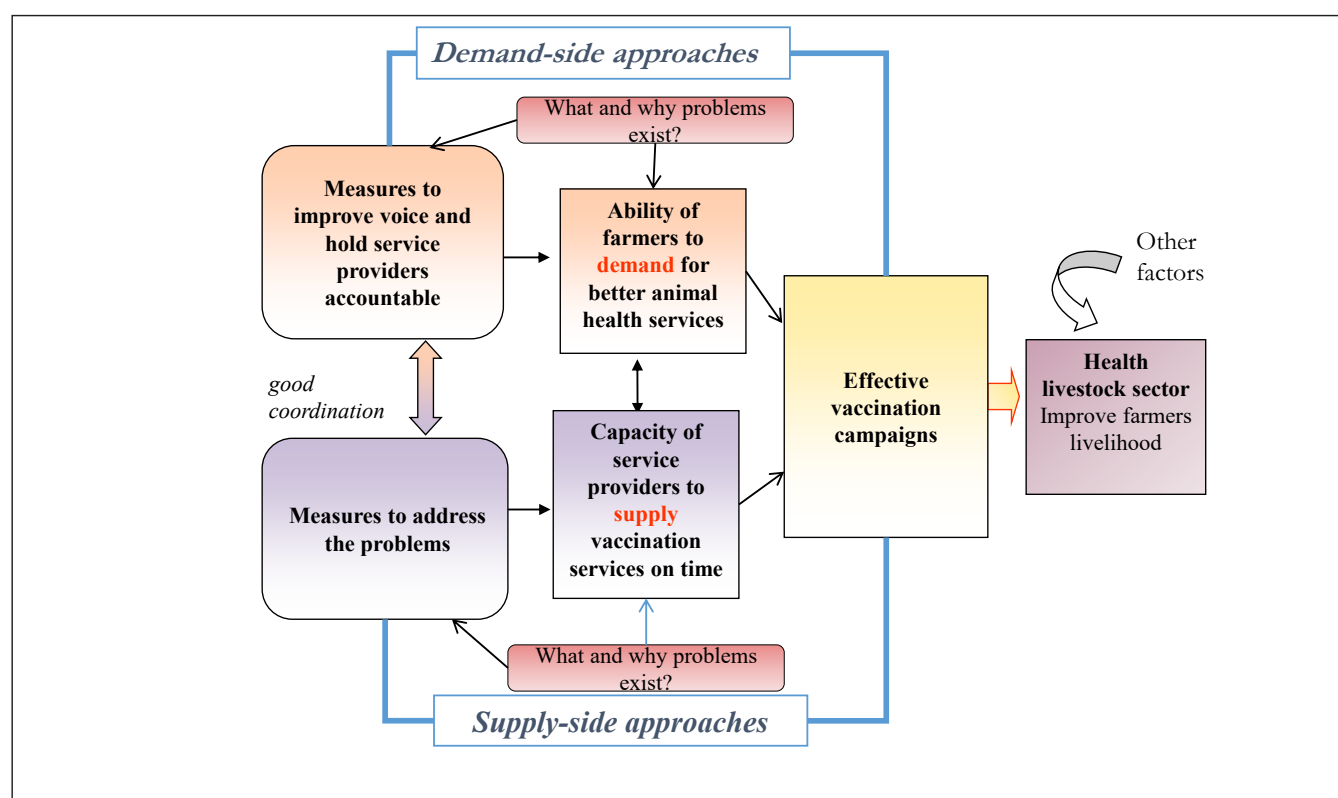 Demand-side approaches
What and why problems
exist?
Measures to
improve voice and
hold service
providers
accountable
Ability of
farmers to
demand for
better animal
health services
Other
factors
good
coordination
Effective
vaccination
campaigns
Health
livestock sector
Improve farmers
livelihood
Measures to address
the problems
Capacity of
service
providers to
supply
vaccination
services on time
What and why problems
exist?
Supply-side approaches